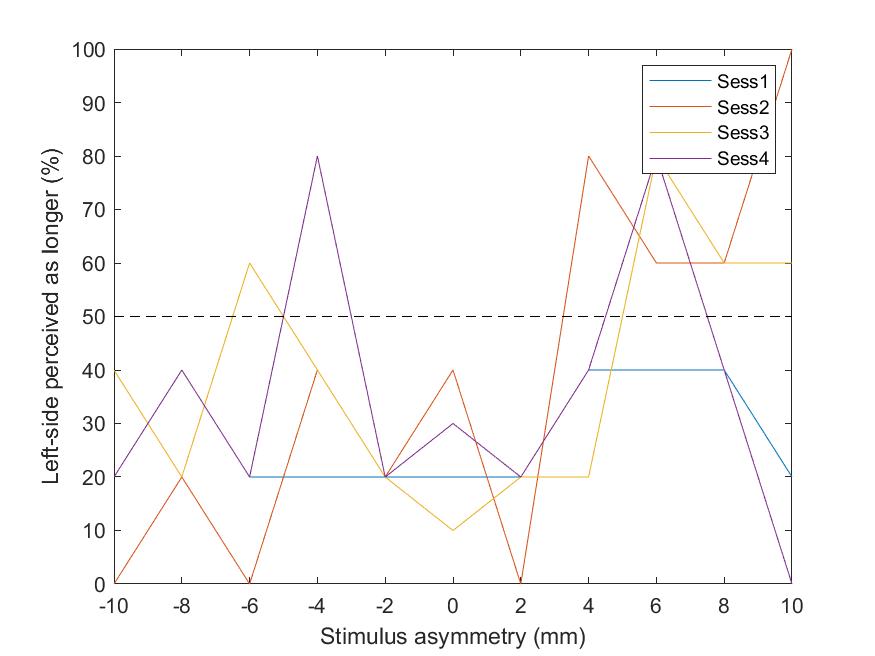 100
90
80
70
60
50
40
30
20
10
0
Left-side perceived as longer (%)
Sess1
Sess2
Sess3
Sess4
-10 -8 -6 -4 -2 0 2 4 6 8 10
Stimulus asymmetry (mm)